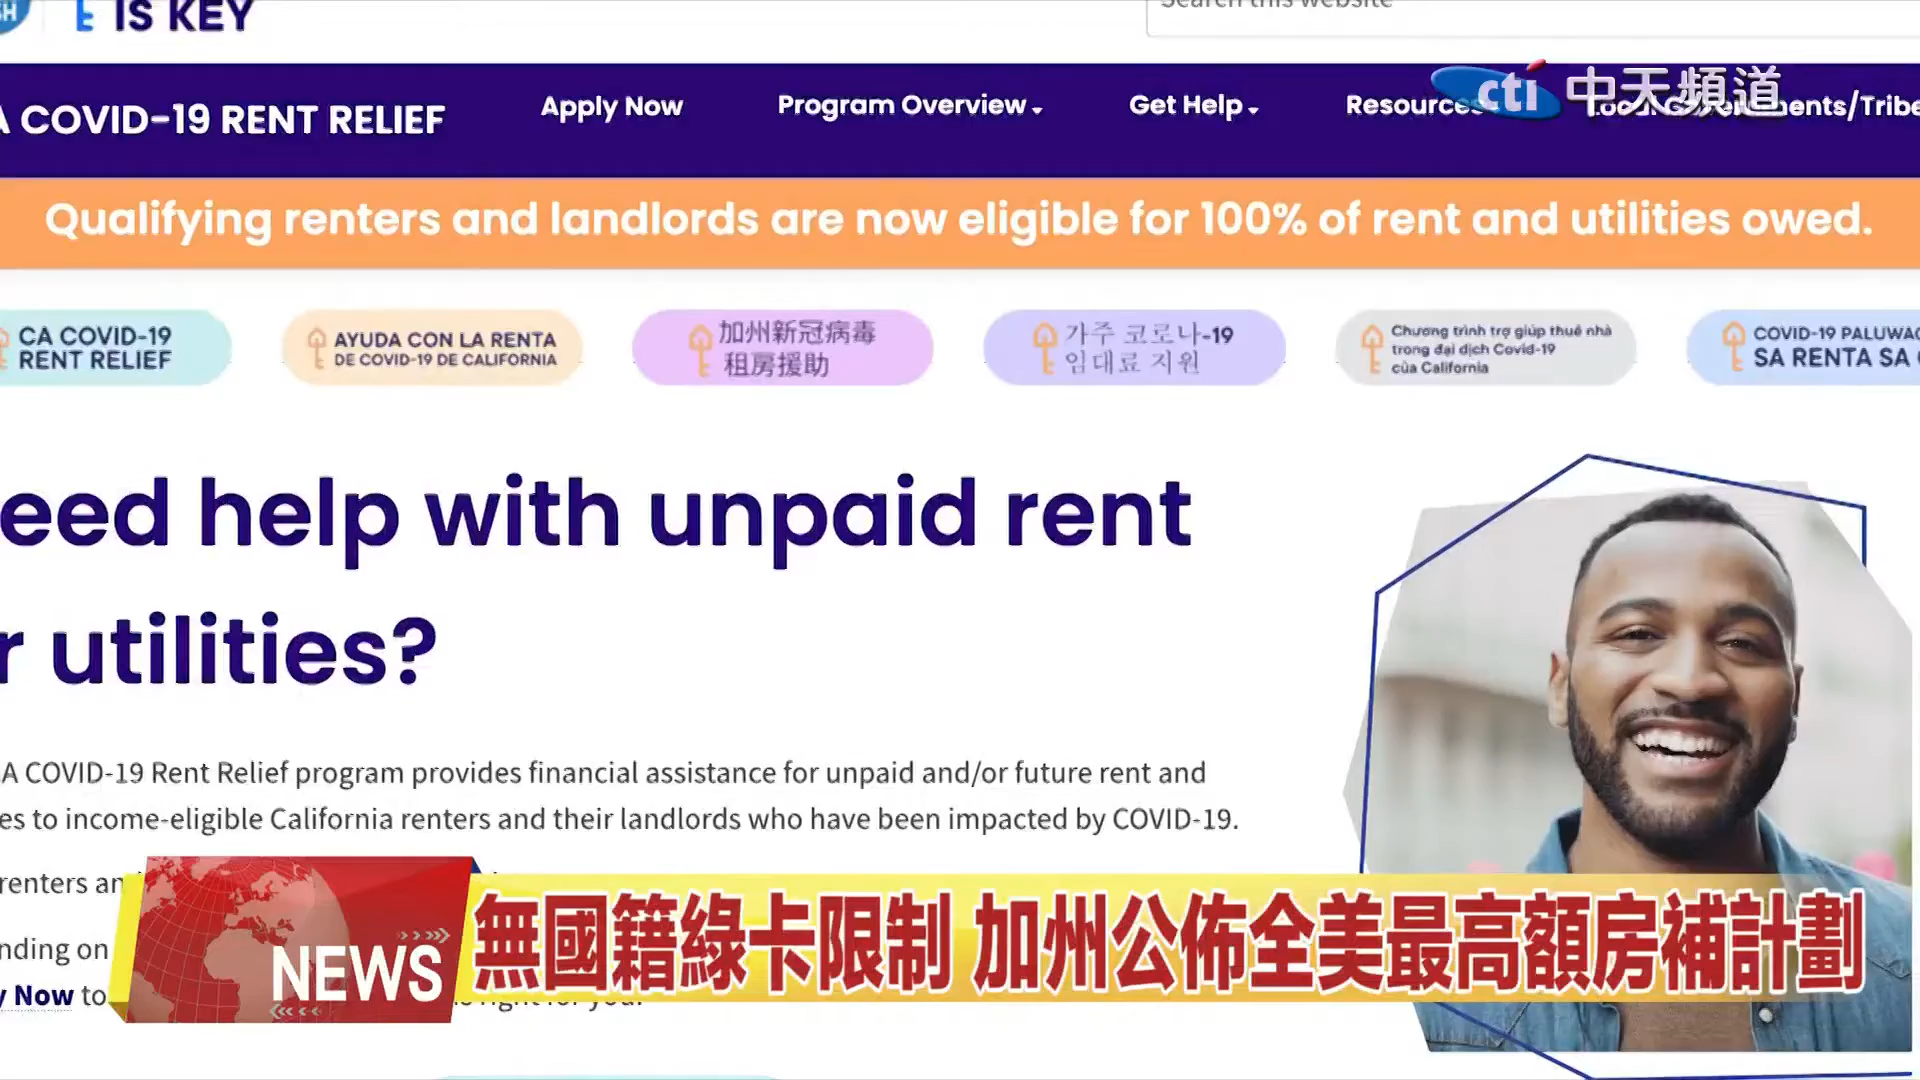 IS KEY
Search this website
cti 中天頻道
COVID-19 RENT RELIEF
Apply Now
Program Overview
Get Help
Resources
Qualifying renters and landlords are now eligible for 100% of rent and utilities owed.
CA COVID-19
RENT RELIEF
AYUDA CON LA RENTA
DE COVID-19 DE CALIFORNIA
加州新冠病毒
租房援助
가주 코로나-19
임대료 지원
Chương trình trợ giúp thuê nhà
trong đại dịch Covid-19
của California
COVID-19 PALUWAG
SA RENTA SA
eed help with unpaid rent
r utilities?
A COVID-19 Rent Relief program provides financial assistance for unpaid and/or future rent and
es to income-eligible California renters and their landlords who have been impacted by COVID-19.
renters an
nding on
y Now to
NEWS
無國籍綠卡限制 加州公佈全美最高額房補計劃